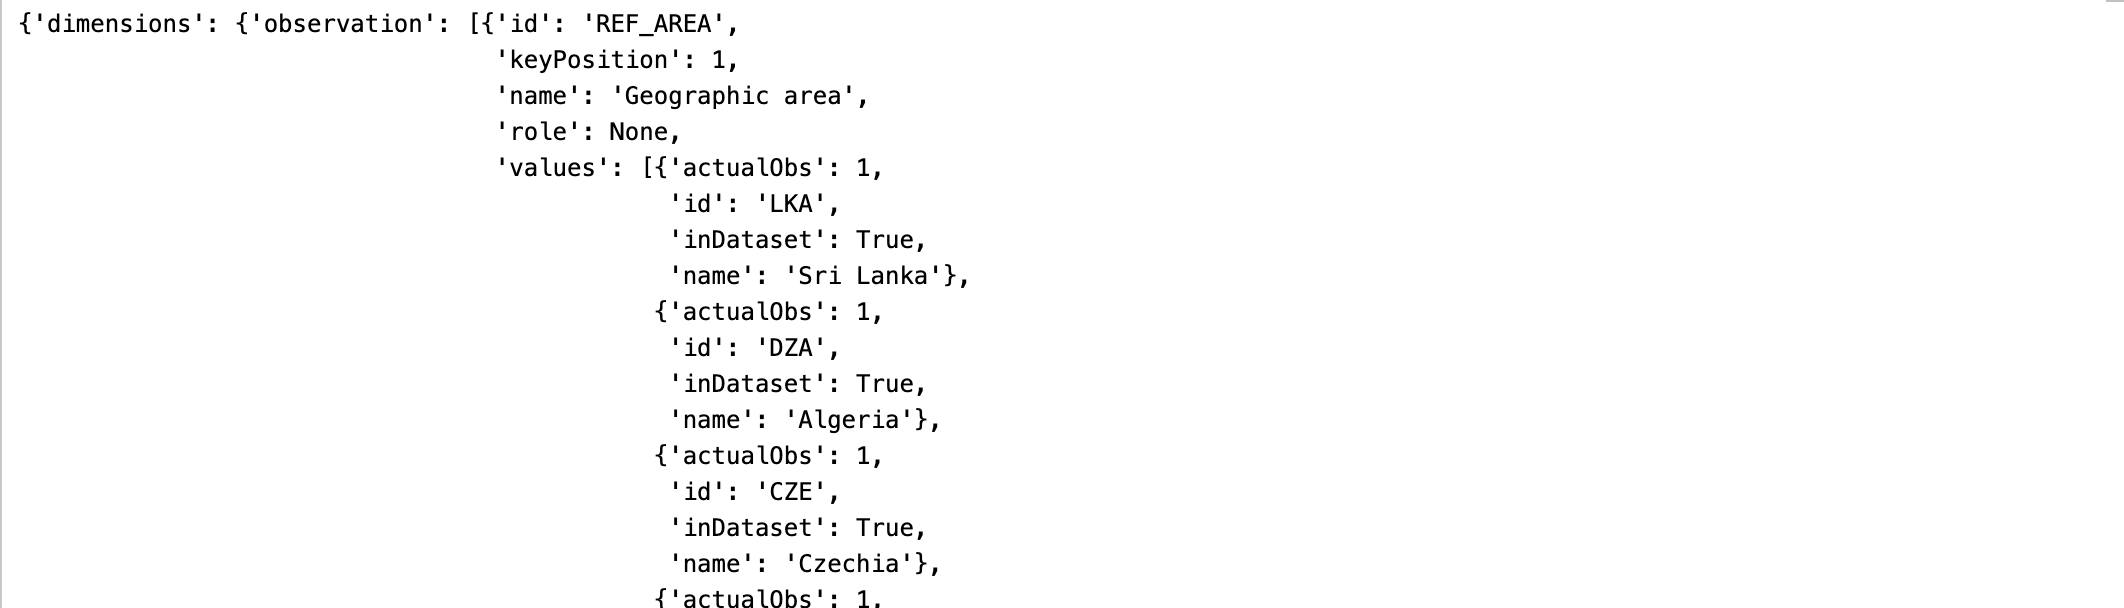 {'dimensions': {'observation': [{'id': 'REF_AREA',
'keyPosition': 1,
'name': 'Geographic area',
'role': None,
'values': [{'actualObs': 1,
'id': 'LKA',
'inDataset': True,
'name': 'Sri Lanka'},
{'actualObs': 1,
'id': 'DZA',
'inDataset': True,
'name': 'Algeria'},
{'actualObs': 1,
'id': 'CZE',
'inDataset': True,
'name': 'Czechia'},
{'actualObs': 1,